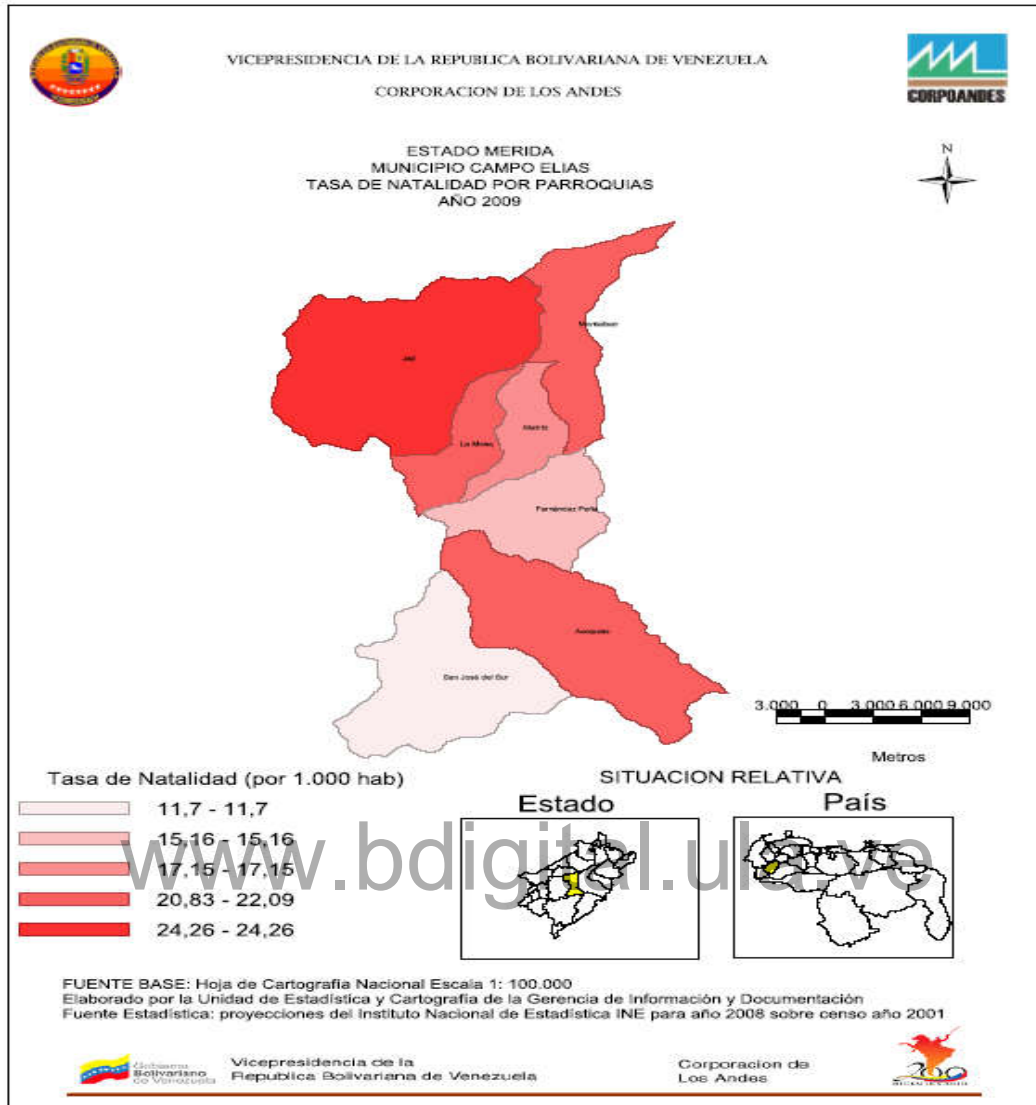 VICEPRESIDENCIA DE LA REPUBLICA BOLIVARIANA DE VENEZUELA
CORPORACION DE LOS ANDES
CORPOANDES
ESTADO MERIDA
MUNICIPIO CAMPO ELIAS
TASA DE NATALIDAD POR PARROQUIAS
AÑO 2009
N
Montalban
Jaji
La Mesa
Matriz
Fernández Peña
Acequias
San José del Sur
3.000 0 3.000 6.000 9.000
Metros
Tasa de Natalidad (por 1.000 hab)
11,7 - 11,7
15,16 - 15,16
17,15 - 17,15
20,83 - 22,09
24,26 - 24,26
SITUACION RELATIVA
Estado
País
www.bdigital.ula.ve
FUENTE BASE: Hoja de Cartografía Nacional Escala 1: 100.000
Elaborado por la Unidad de Estadística y Cartografía de la Gerencia de Información y Documentación
Fuente Estadística: proyecciones del Instituto Nacional de Estadística INE para año 2008 sobre censo año 2001
Gobierno
Bolivariano
de Venezuela
Vicepresidencia de la
Republica Bolivariana de Venezuela
Corporacion de
Los Andes
200